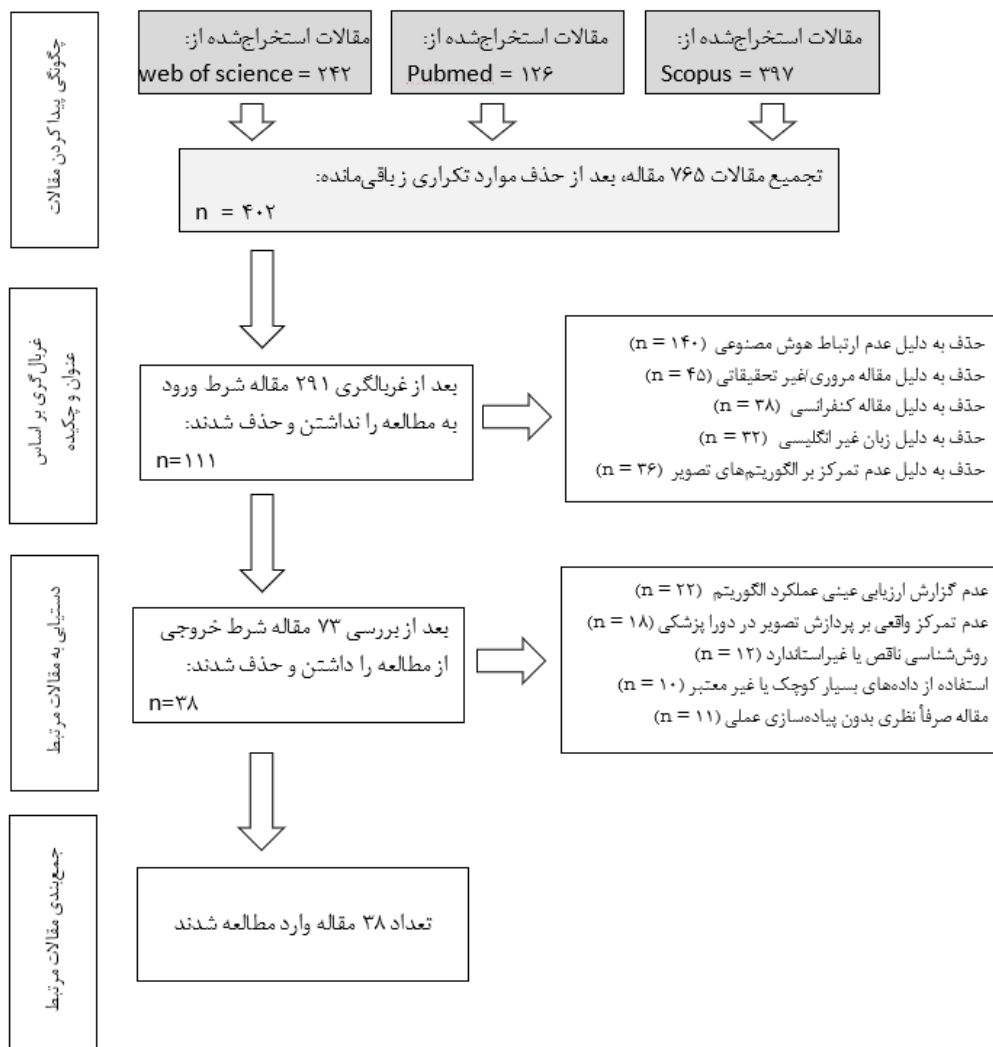 چگونگی پیدا کردن مقالات
مقالات استخراج‌شده از:
Scopus = ۳۹۷
مقالات استخراج‌شده از:
Pubmed = ۱۲۶
مقالات استخراج‌شده از:
web of science = ۲۴۲
تجمیع مقالات ۷۶۵ مقاله، بعد از حذف موارد تکراری ز باقی‌مانده:
n = ۴۰۲
غربال‌گری بر اساس
عنوان و چکیده
بعد از غربالگری ۲۹۱ مقاله شرط ورود
به مطالعه را نداشتن و حذف شدند:
n=۱۱۱
حذف به دلیل عدم ارتباط هوش مصنوعی (n = ۱۴۰)
حذف به دلیل مقاله مروری/غیر تحقیقاتی (n = ۴۵)
حذف به دلیل مقاله کنفرانسی (n = ۳۸)
حذف به دلیل زبان غیر انگلیسی (n = ۳۲)
حذف به دلیل عدم تمرکز بر الگوریتم‌های تصویر (n = ۳۶)
دستیابی به مقالات مرتبط
بعد از بررسی ۷۳ مقاله شرط خروجی
از مطالعه را داشتن و حذف شدند:
n=۳۸
عدم گزارش ارزیابی عینی عملکرد الگوریتم (n = ۲۲)
عدم تمرکز واقعی بر پردازش تصویر در دورا پزشکی (n = ۱۸)
روش‌شناسی ناقص یا غیراستاندارد (n = ۱۲)
استفاده از داده‌های بسیار کوچک یا غیر معتبر (n = ۱۰)
مقاله صرفاً نظری بدون پیاده‌سازی عملی (n = ۱۱)
جمع‌بندی مقالات مرتبط
تعداد ۳۸ مقاله وارد مطالعه شدند